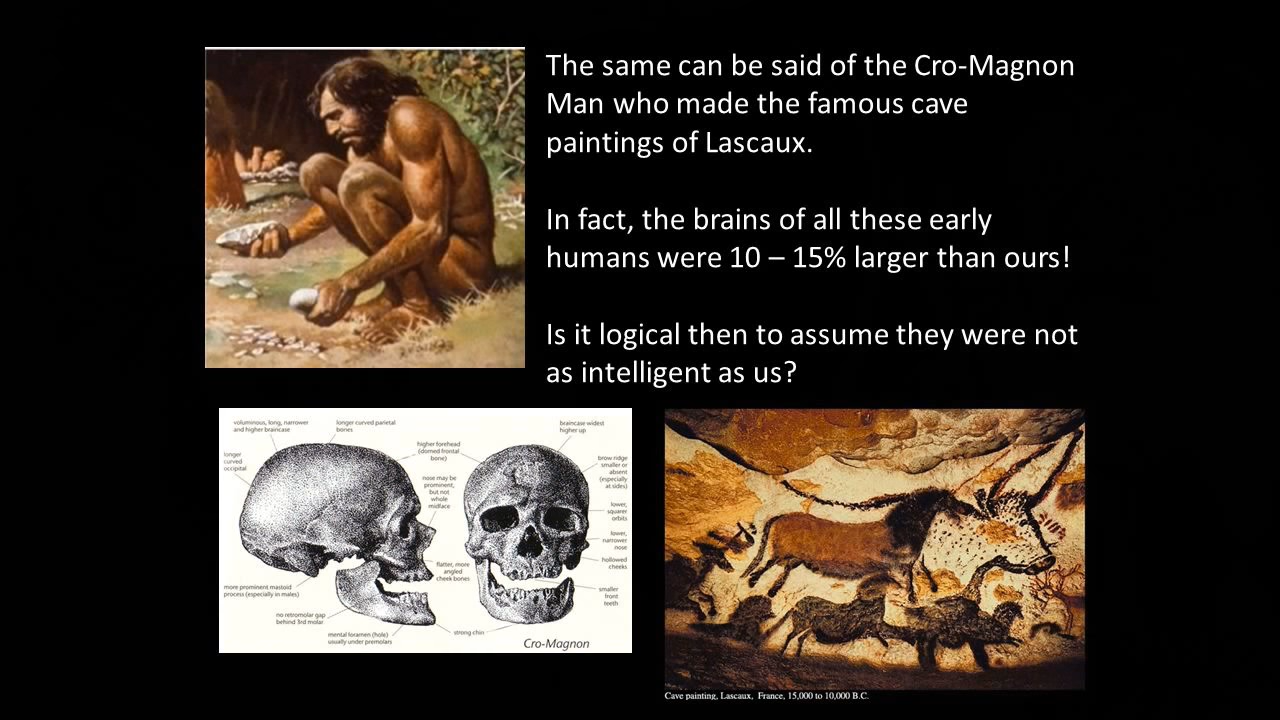 The same can be said of the Cro-Magnon
Man who made the famous cave
paintings of Lascaux.
In fact, the brains of all these early
humans were 10 – 15% larger than ours!
Is it logical then to assume they were not
as intelligent as us?
voluminous, long, narrower
and higher braincase
longer curved parietal
bones
longer
curved
occipital
higher forehead
(domed frontal
bone)
nose may be
prominent,
but not
whole
midface
flatter, more
angled
cheek bones
more prominent mastoid
process (especially in males)
no retromolar gap
behind 3rd molar
mental foramen (hole)
usually under premolars
strong chin
braincase widest
higher up
brow ridge
smaller or
absent
(especially
at sides)
lower,
squarer
orbits
lower,
narrower
nose
hollowed
cheeks
smaller
front
teeth
Cro-Magnon
Cave painting, Lascaux, France, 15,000 to 10,000 B.C.